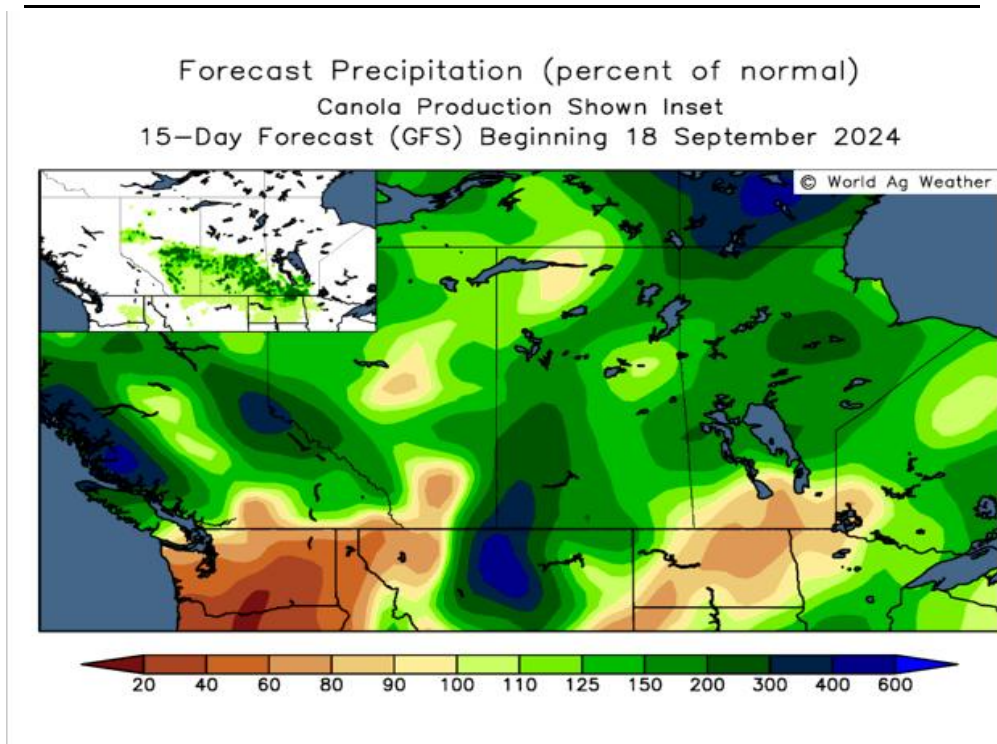 Forecast Precipitation (percent of normal)
Canola Production Shown Inset
15-Day Forecast (GFS) Beginning 18 September 2024
© World Ag Weather
20 40 60 80 90 100 110 125 150 200 300 400 600